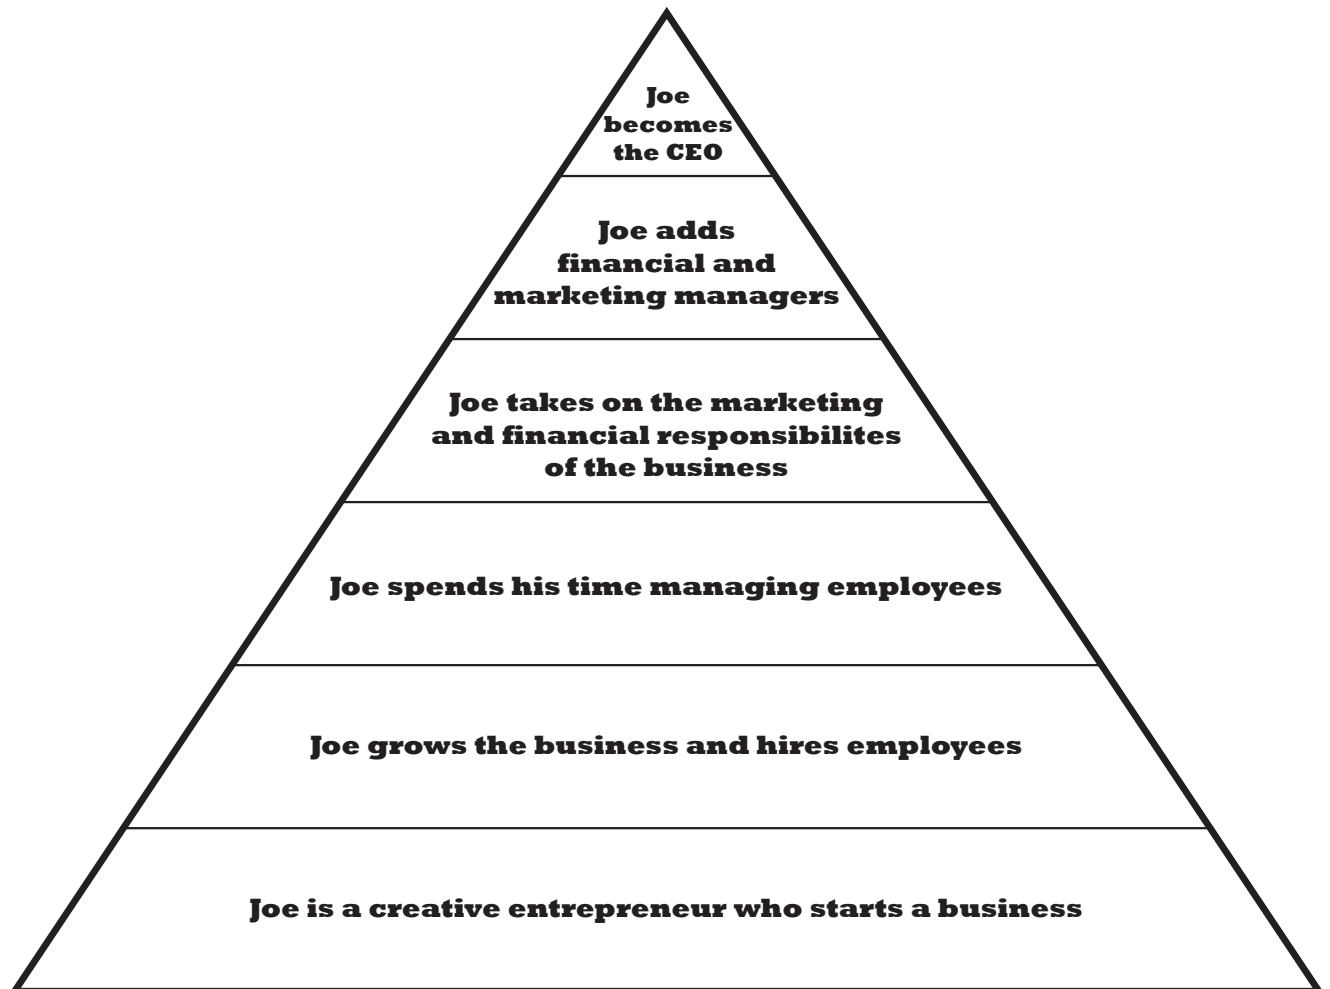 Joe
becomes
the CEO
Joe adds
financial and
marketing managers
Joe takes on the marketing
and financial responsibilites
of the business
Joe spends his time managing employees
Joe grows the business and hires employees
Joe is a creative entrepreneur who starts a business